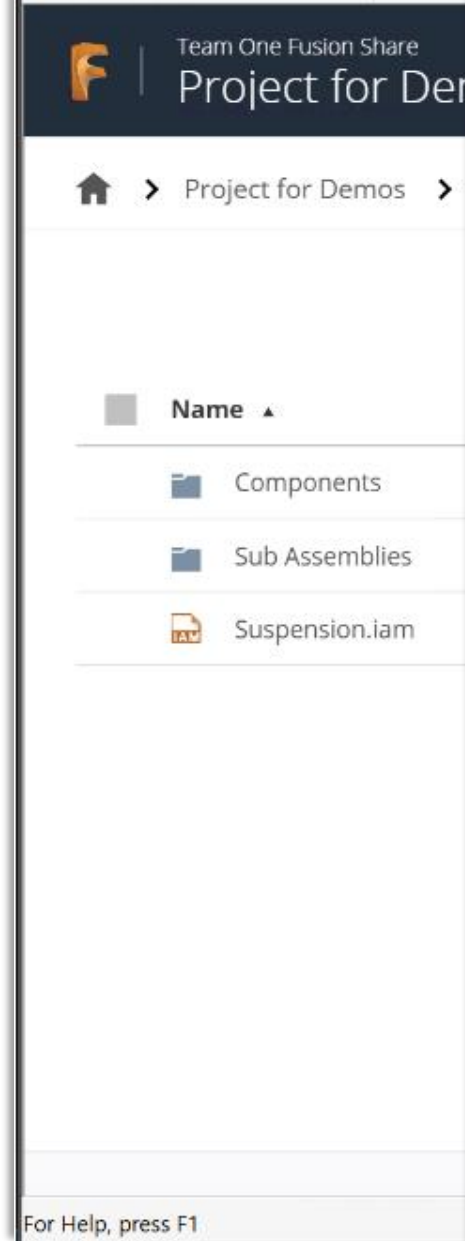 Team One Fusion Share
Project for
Project for Demos
Name
Components
Sub Assemblies
IAM
Suspension.iam
For Help, press F1